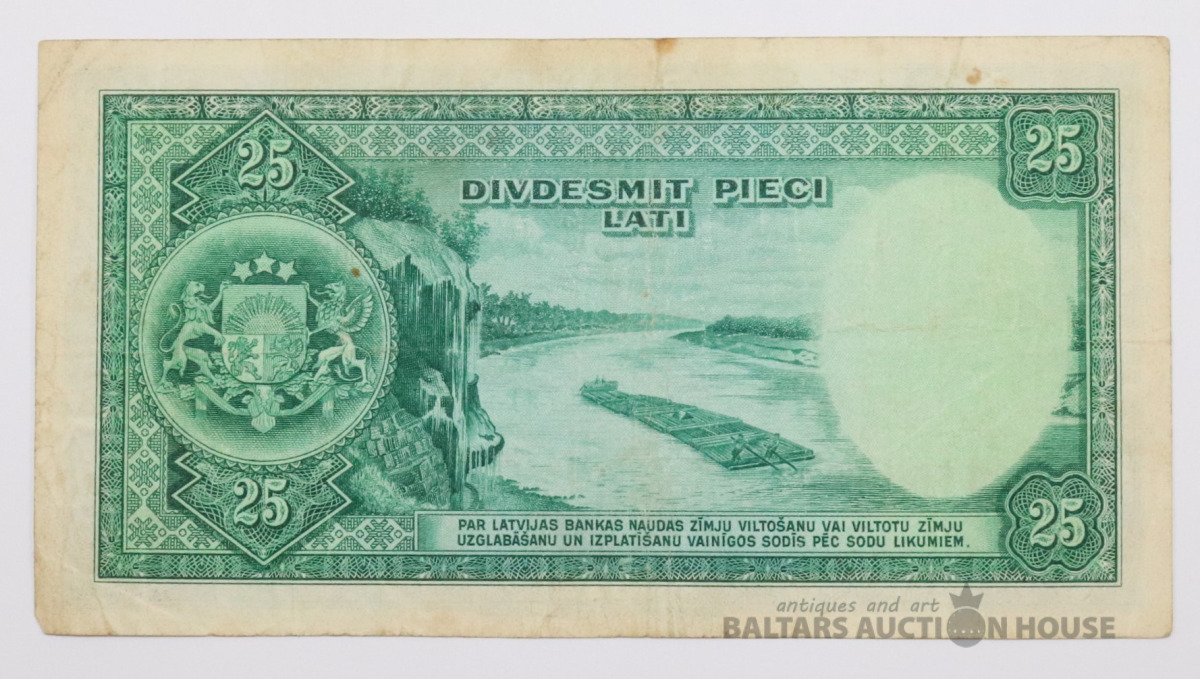 25
25
DIVDESMIT PIECI
LATI
25
25
PAR LATVIJAS BANKAS NAUDAS ZĪMJU VILTOŠANU VAI VILTOTU ZĪMJU
UZGLABĀŠANU UN IZPLATĪŠANU VAINĪGOS SODĪS PĒC SODU LIKUMIEM.
antiques and art
BALTARS AUCTION HOUSE